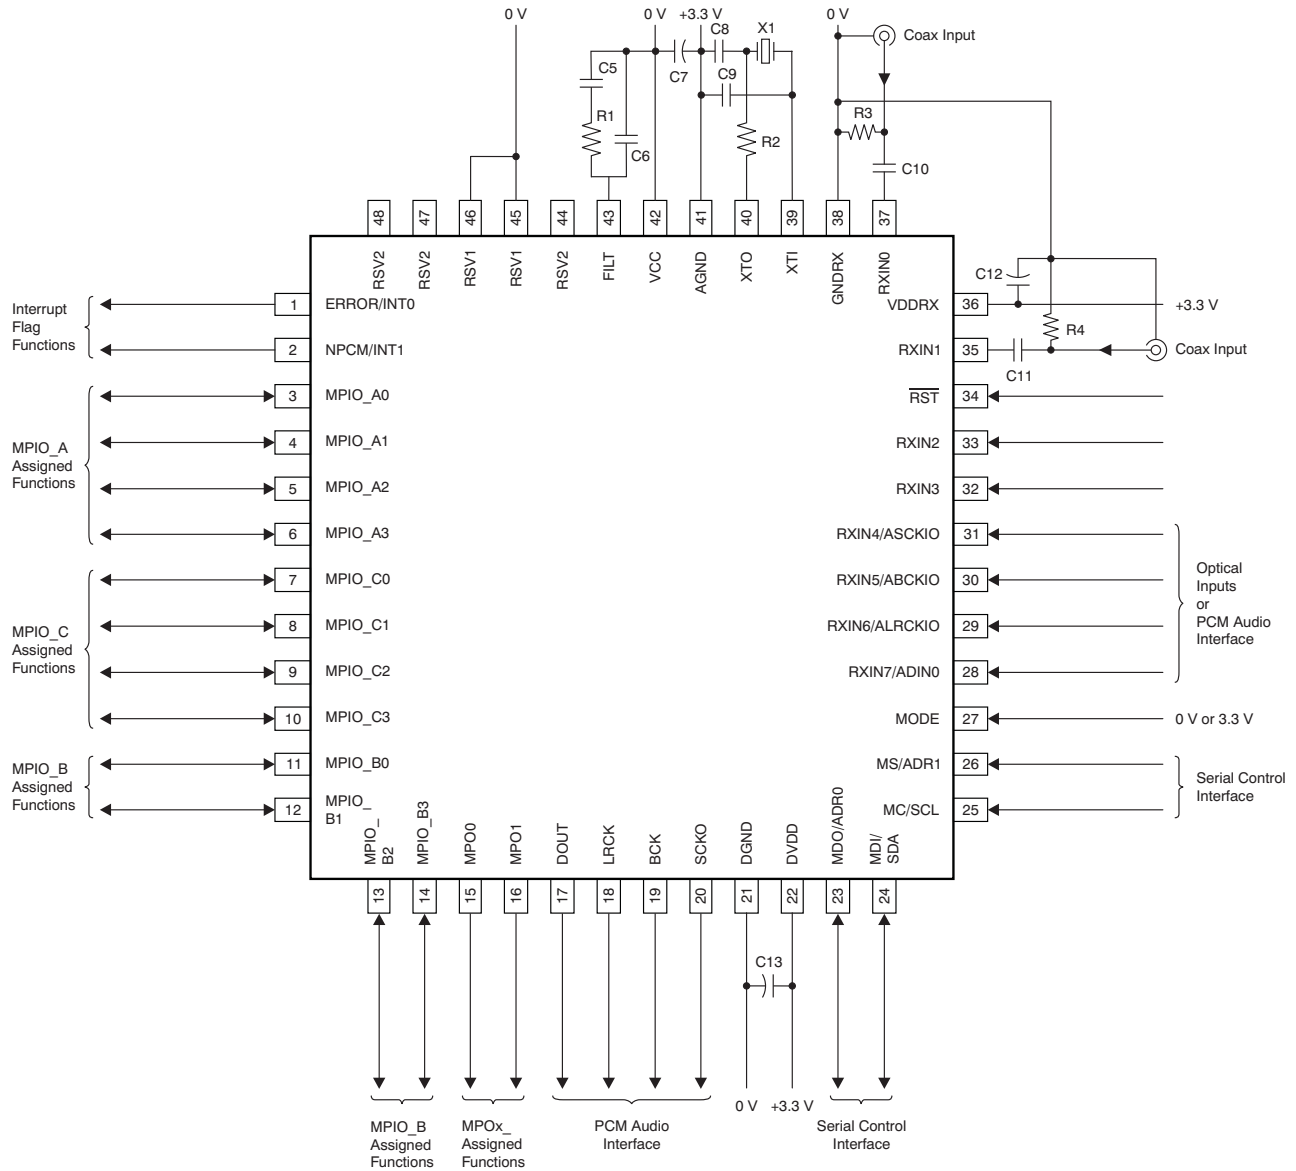 0 V
0 V
+3.3 V
0 V
C8
X1
Coax Input
C5
C7
C9
R1
C6
R2
R3
C10
48
47
46
45
44
43
42
41
40
39
38
37
RSV2
RSV2
RSV1
RSV1
RSV2
FILT
VCC
AGND
XTO
XTI
GNDRX
RXIN0
Interrupt
Flag
Functions
1
ERROR/INT0
2
NPCM/INT1
MPIO_A
Assigned
Functions
3
MPIO_A0
4
MPIO_A1
5
MPIO_A2
6
MPIO_A3
MPIO_C
Assigned
Functions
7
MPIO_C0
8
MPIO_C1
9
MPIO_C2
10
MPIO_C3
MPIO_B
Assigned
Functions
11
MPIO_B0
12
MPIO_
B1
C12
VDDRX
36
+3.3 V
R4
RXIN1
35
C11
Coax Input
RST
34
RXIN2
33
RXIN3
32
RXIN4/ASCKIO
31
RXIN5/ABCKIO
30
RXIN6/ALRCKIO
29
RXIN7/ADIN0
28
Optical
Inputs
or
PCM Audio
Interface
MODE
27
0 V or 3.3 V
MS/ADR1
26
MC/SCL
25
Serial Control
Interface
MPIO_
B2
MPIO_B3
MPO0
MPO1
DOUT
LRCK
BCK
SCKO
DGND
DVDD
MDO/ADR0
MDI/
SDA
13
14
15
16
17
18
19
20
21
22
23
24
C13
0 V
+3.3 V
MPIO_B
Assigned
Functions
MPOx_
Assigned
Functions
PCM Audio
Interface
Serial Control
Interface